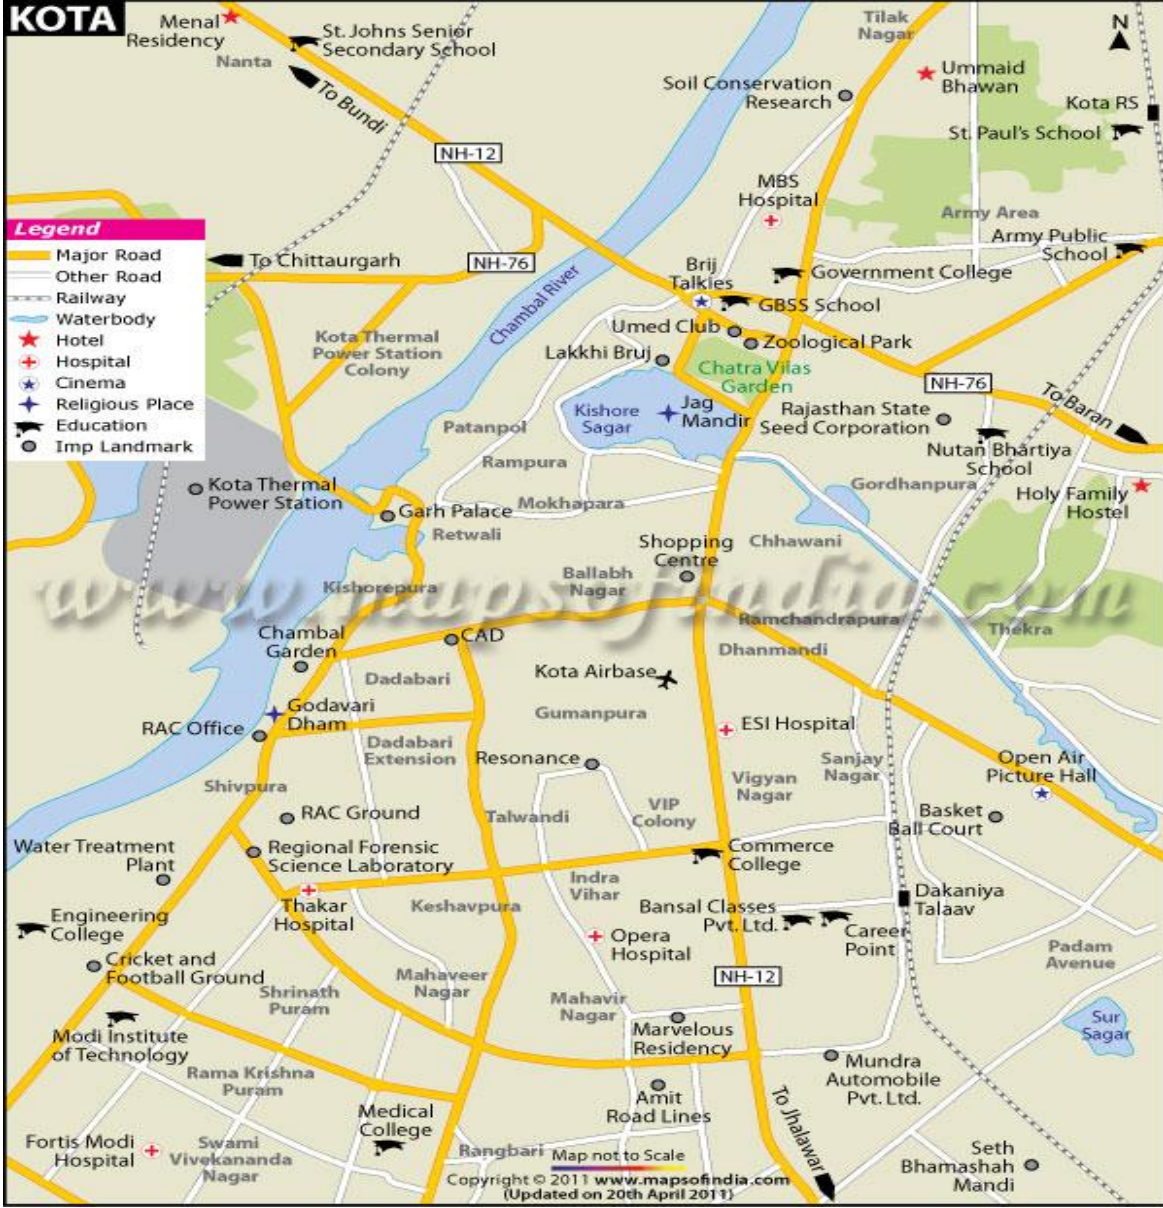 KOTA
Menal
Residency
St. Johns Senior
Secondary School
Nanta
To Bundi
Tilak
Nagar
N
Ummaid
Bhawan
Soil Conservation
Research
Kota RS
St. Paul's School
NH-12
MBS
Hospital
Army Area
Army Public
School
Legend
Major Road
Other Road
Railway
Waterbody
Hotel
Hospital
Cinema
Religious Place
Education
Imp Landmark
To Chittaurgarh
NH-76
Chambal River
Brij
Talkies
Government College
GBSS School
Umed Club
Zoological Park
Kota Thermal
Power Station
Colony
Lakkhi Bruj
Chatra Vilas
Garden
NH-76
To Baran
Kishore
Sagar
Jag
Mandir
Rajasthan State
Seed Corporation
Patanpol
Nutan Bhartiya
School
Rampura
Kota Thermal
Power Station
Mokhapara
Gordhanpura
Holy Family
Hostel
Garh Palace
Retwali
Shopping
Centre
Chhawani
Kishorepura
Ballabh
Nagar
www.mapsofindia.com
Ramchandrapura
Thekra
Chambal
Garden
CAD
Dhanmandi
Dadabari
Kota Airbase
Godavari
Dham
Gumanpura
RAC Office
ESI Hospital
Dadabari
Extension
Resonance
Sanjay
Nagar
Open Air
Picture Hall
Shivpura
Vigyan
Nagar
RAC Ground
Talwandi
VIP
Colony
Basket
Ball Court
Water Treatment
Plant
Regional Forensic
Science Laboratory
Commerce
College
Indra
Vihar
Thakar
Hospital
Keshavpura
Bansal Classes
Pvt. Ltd.
Dakaniya
Talaav
Engineering
College
Career
Point
Opera
Hospital
Padam
Avenue
Cricket and
Football Ground
Mahaveer
Nagar
NH-12
Shrinath
Puram
Mahavir
Nagar
Sur
Sagar
Modi Institute
of Technology
Marvelous
Residency
Mundra
Automobile
Pvt. Ltd.
Rama Krishna
Puram
Amit
Road Lines
To Jhalawar
Medical
College
Fortis Modi
Hospital
Swami
Vivekananda
Nagar
Rangbari
Map not to Scale
Seth
Bhamashah
Mandi
Copyright © 2011 www.mapsofindia.com
(Updated on 20th April 2011)